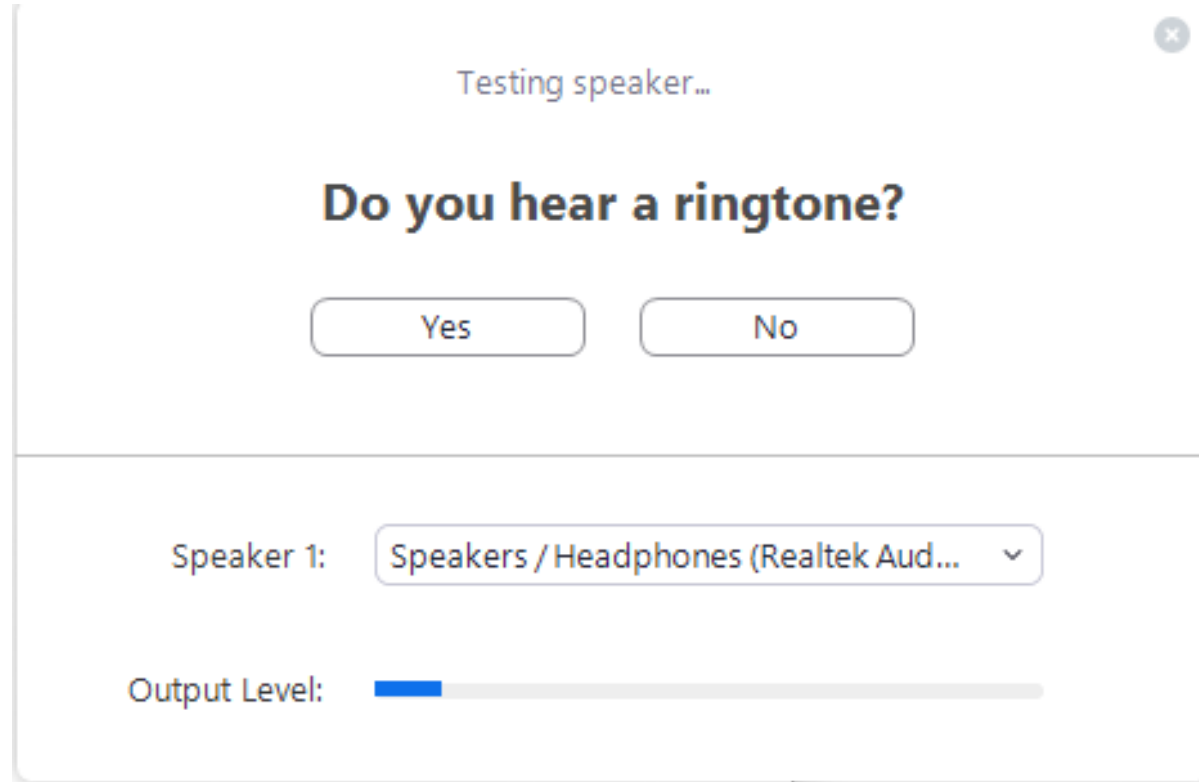 Testing speaker...
Do you hear a ringtone?
Yes No
Speaker 1: Speakers / Headphones (Realtek Aud...
Output Level: